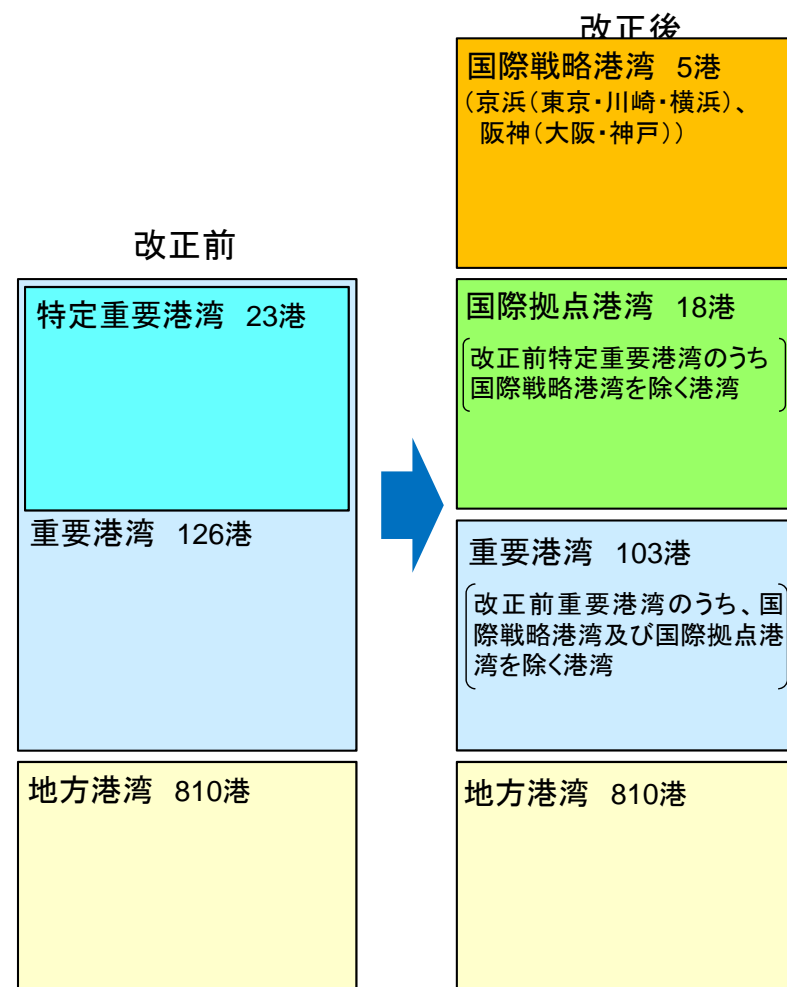 改正前
特定重要港湾 23港
重要港湾 126港
地方港湾 810港
改正後
国際戦略港湾 5港
(京浜(東京・川崎・横浜)、
阪神(大阪・神戸))
国際拠点港湾 18港
改正前特定重要港湾のうち
国際戦略港湾を除く港湾
重要港湾 103港
改正前重要港湾のうち、国
際戦略港湾及び国際拠点港
湾を除く港湾
地方港湾 810港